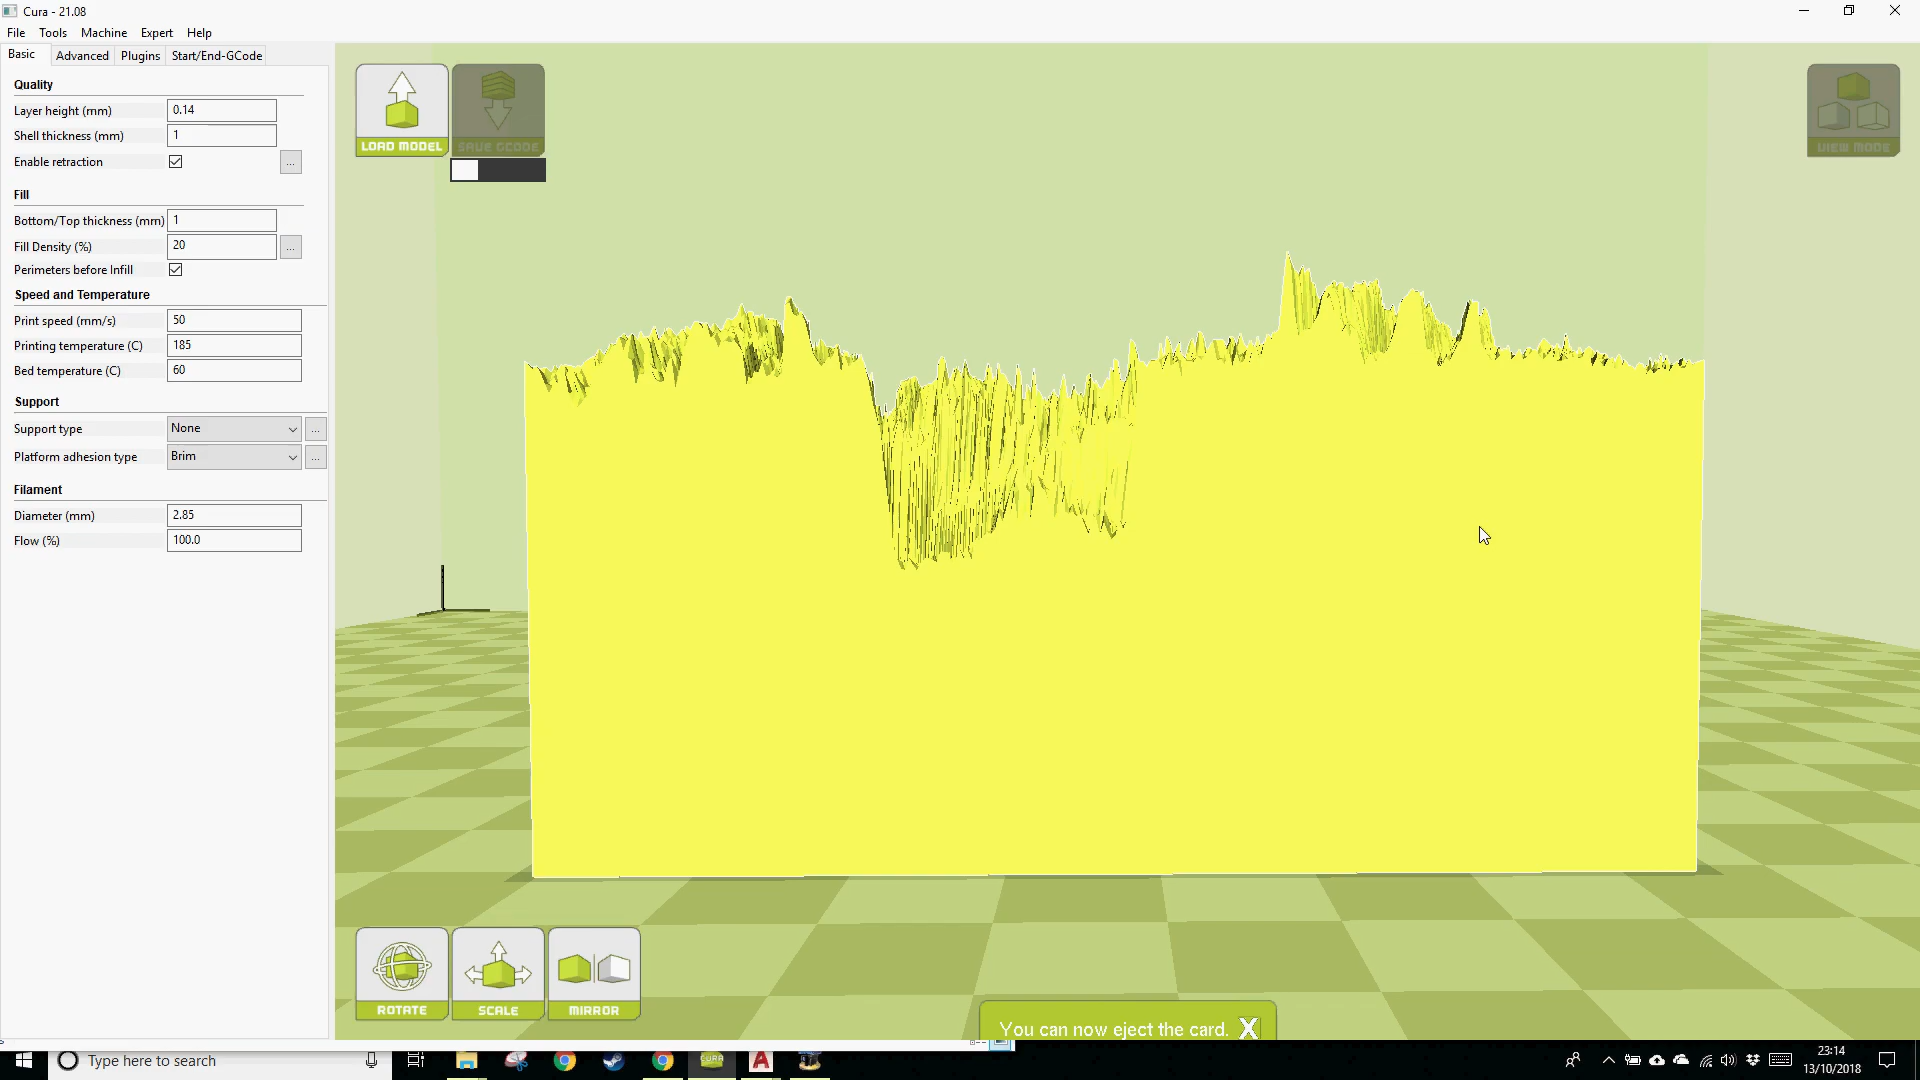 Cura - 21.08
File Tools Machine Expert Help
Basic Advanced Plugins Start/End-GCode
Quality
Layer height (mm) 0.14
Shell thickness (mm) 1
Enable retraction ...
Fill
Bottom/Top thickness (mm) 1
Fill Density (%) 20 ...
Perimeters before Infill
Speed and Temperature
Print speed (mm/s) 50
Printing temperature (C) 185
Bed temperature (C) 60
Support
Support type None ...
Platform adhesion type Brim ...
Filament
Diameter (mm) 2.85
Flow (%) 100.0
LOAD MODEL
SAVE GCODE
VIEW MODE
ROTATE
SCALE
MIRROR
You can now eject the card. X
Type here to search
CURA
A
23:14
13/10/2018